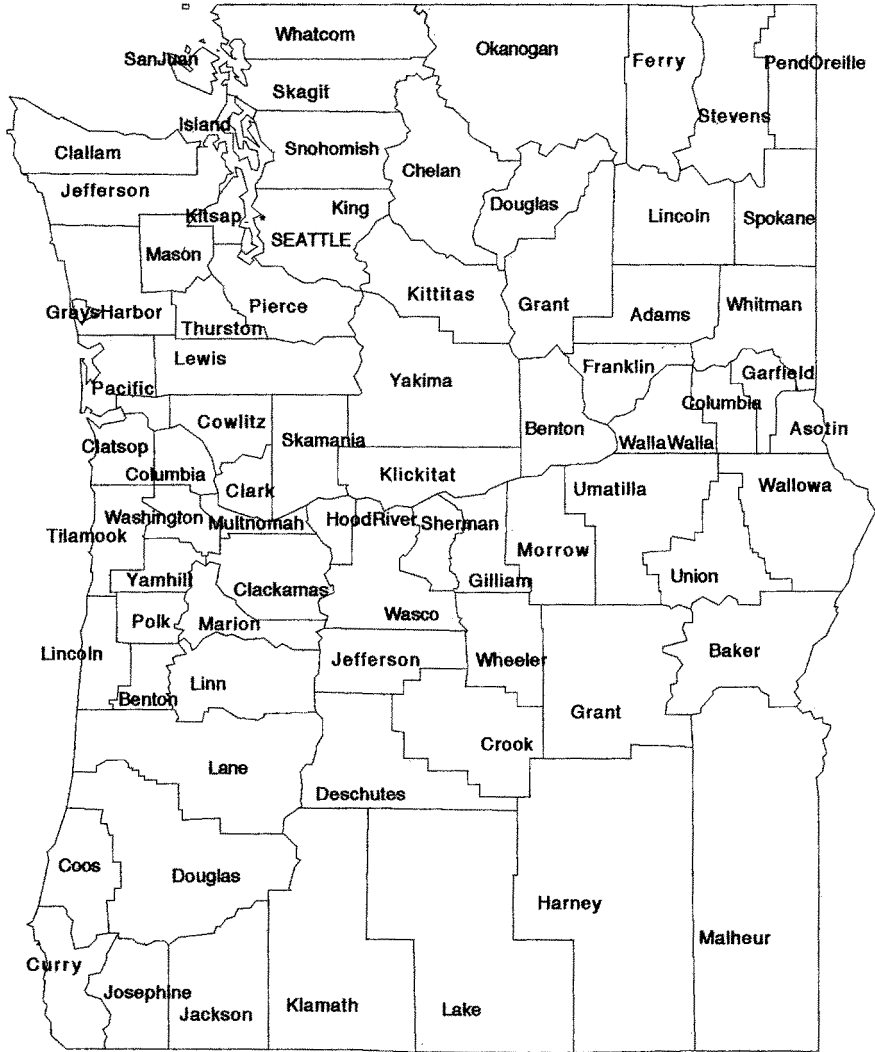 Whatcom
Okanogan
Ferry
PendOreille
SanJuan
Skagit
Stevens
Island
Snohomish
Clallam
Chelan
Jefferson
Kitsap
King
Douglas
Lincoln
Spokane
SEATTLE
Mason
Kittitas
GraysHarbor
Pierce
Grant
Adams
Whitman
Thurston
Lewis
Franklin
Garfield
Pacific
Yakima
Columbia
Cowlitz
Skamania
Benton
WallaWalla
Asotin
Clatsop
Columbia
Klickitat
Clark
Umatilla
Wallowa
Washington
Multnomah
HoodRiver
Sherman
Tilamook
Morrow
Yamhill
Clackamas
Gilliam
Union
Polk
Marion
Wasco
Lincoln
Jefferson
Wheeler
Baker
Linn
Benton
Grant
Crook
Lane
Deschutes
Coos
Douglas
Harney
Malheur
Curry
Josephine
Jackson
Klamath
Lake